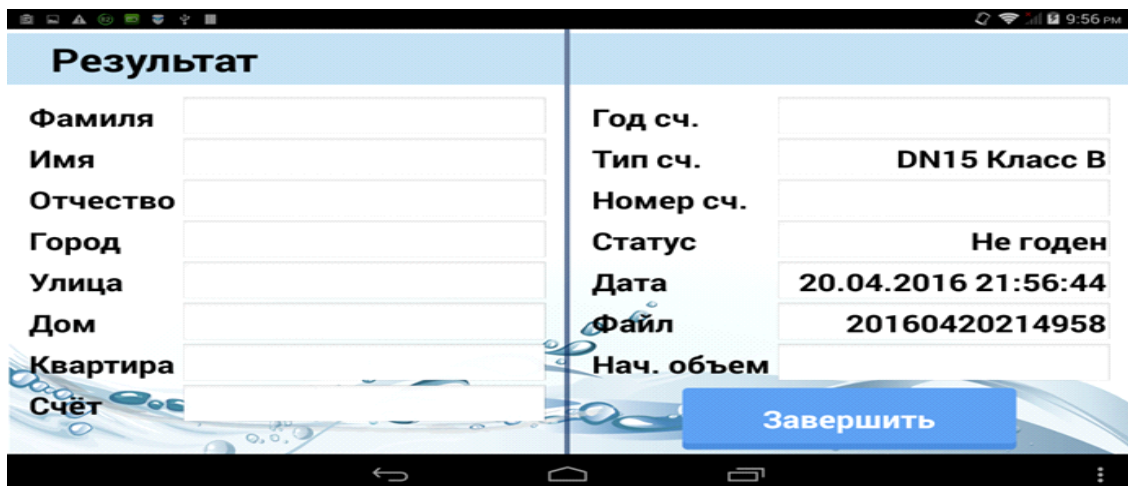 9:56 PM
Результат
Фамиля
Имя
Отчество
Город
Улица
Дом
Квартира
Счёт
Год сч.
Тип сч. DN15 Класс B
Номер сч.
Статус Не годен
Дата 20.04.2016 21:56:44
Файл 20160420214958
Нач. объем
Завершить